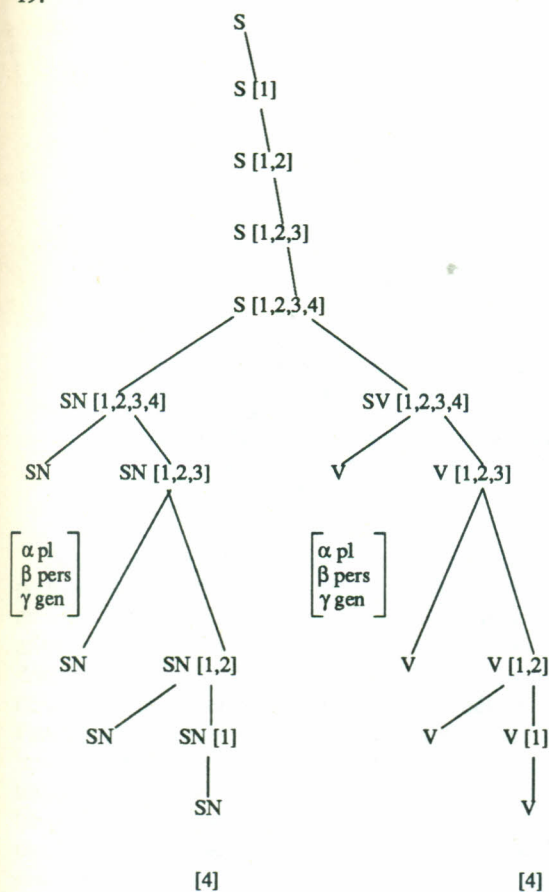 19.
S
S [1]
S [1,2]
S [1,2,3]
S [1,2,3,4]
SN [1,2,3,4] SV [1,2,3,4]
SN SN [1,2,3] V V [1,2,3]
α pl α pl
β pers β pers
γ gen γ gen
SN SN [1,2] V V [1,2]
SN SN [1] V V [1]
SN V
[4] [4]